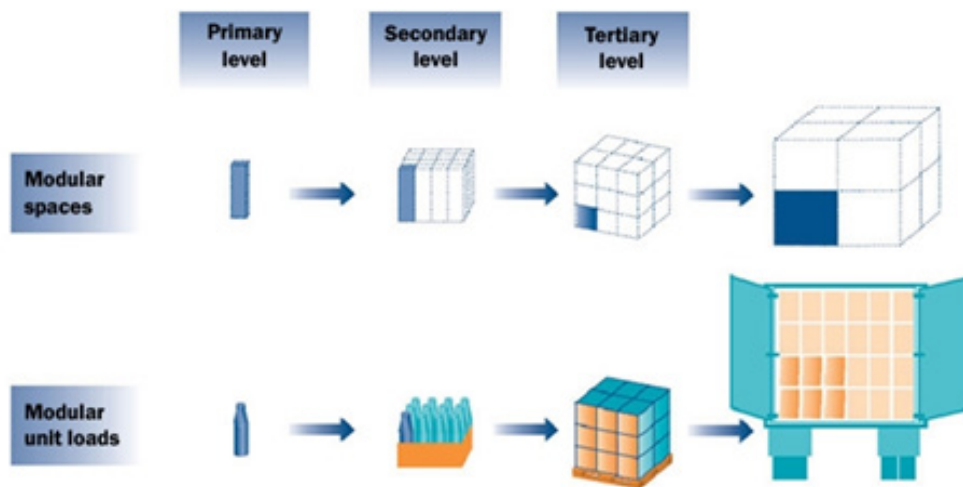 Primary
level
Secondary
level
Tertiary
level
Modular
spaces
Modular
unit loads